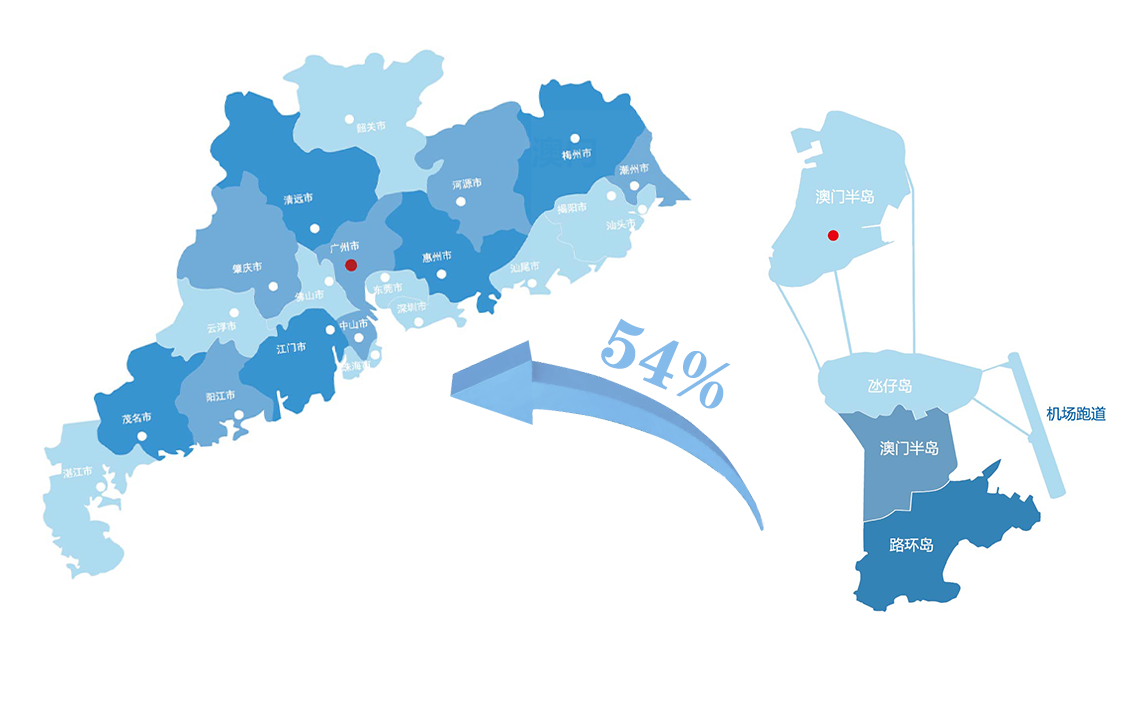 韶关市
梅州市
潮州市
河源市
清远市
揭阳市
汕头市
广州市
惠州市
肇庆市
汕尾市
东莞市
佛山市
深圳市
云浮市
中山市
江门市
珠海市
阳江市
茂名市
湛江市
54%
澳门半岛
氹仔岛
机场跑道
澳门半岛
路环岛